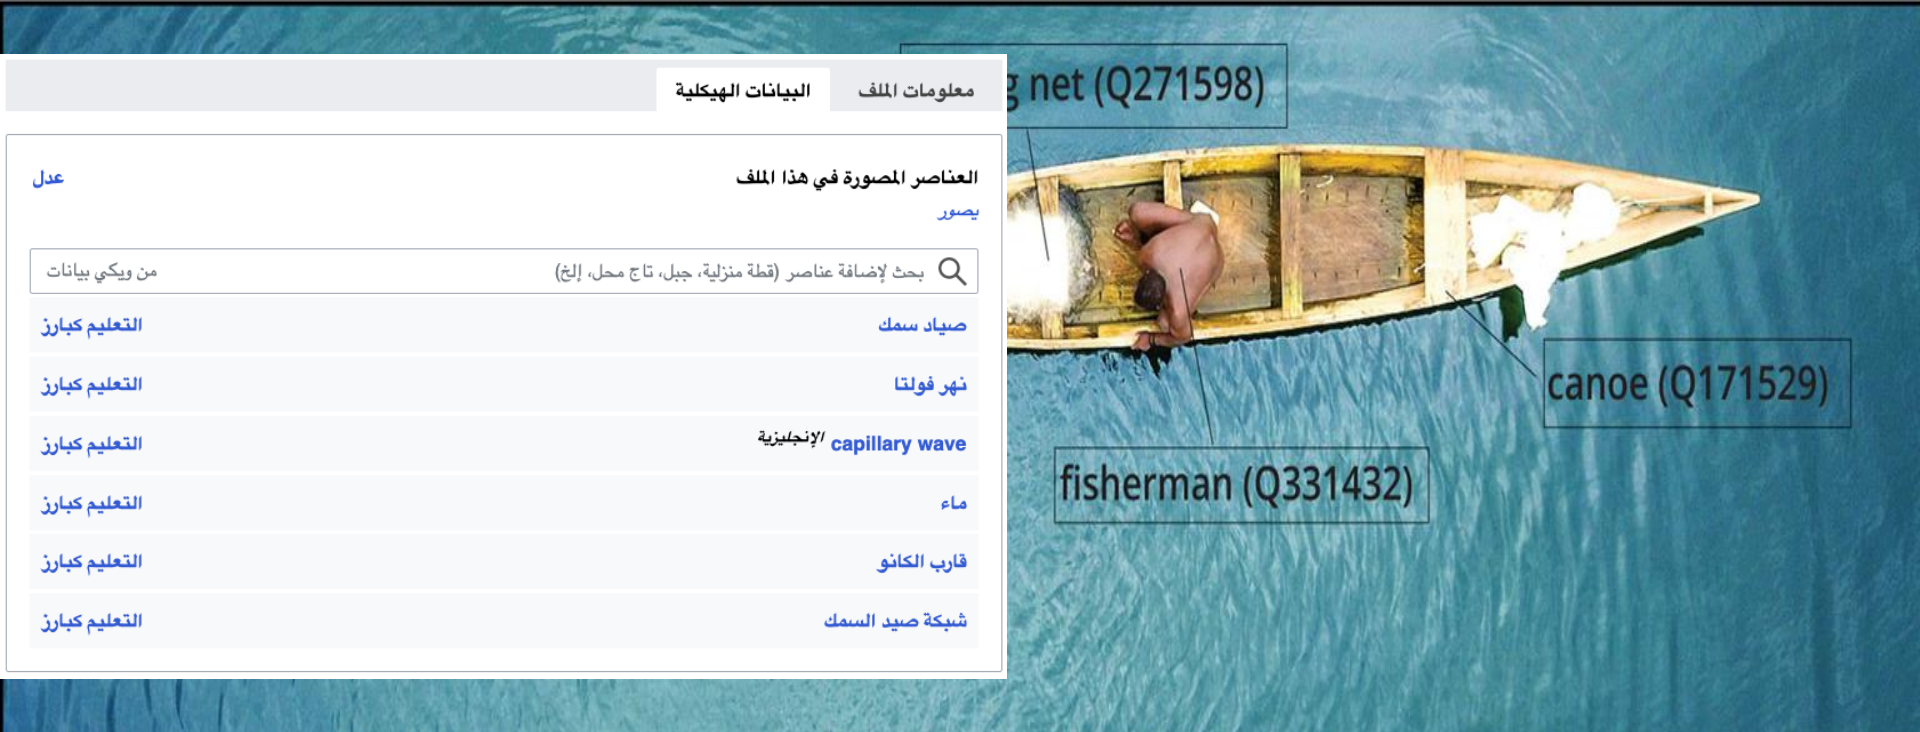 معلومات الملف
البيانات الهيكلية
العناصر المصورة في هذا الملف
عدل
يصور
بحث لإضافة عناصر (قطة منزلية، جبل، تاج محل، إلخ)
من ويكي بيانات
صياد سمك
التعليم كبارز
نهر فولتا
التعليم كبارز
capillary wave الإنجليزية
التعليم كبارز
ماء
التعليم كبارز
قارب الكانو
التعليم كبارز
شبكة صيد السمك
التعليم كبارز
g net (Q271598)
canoe (Q171529)
fisherman (Q331432)